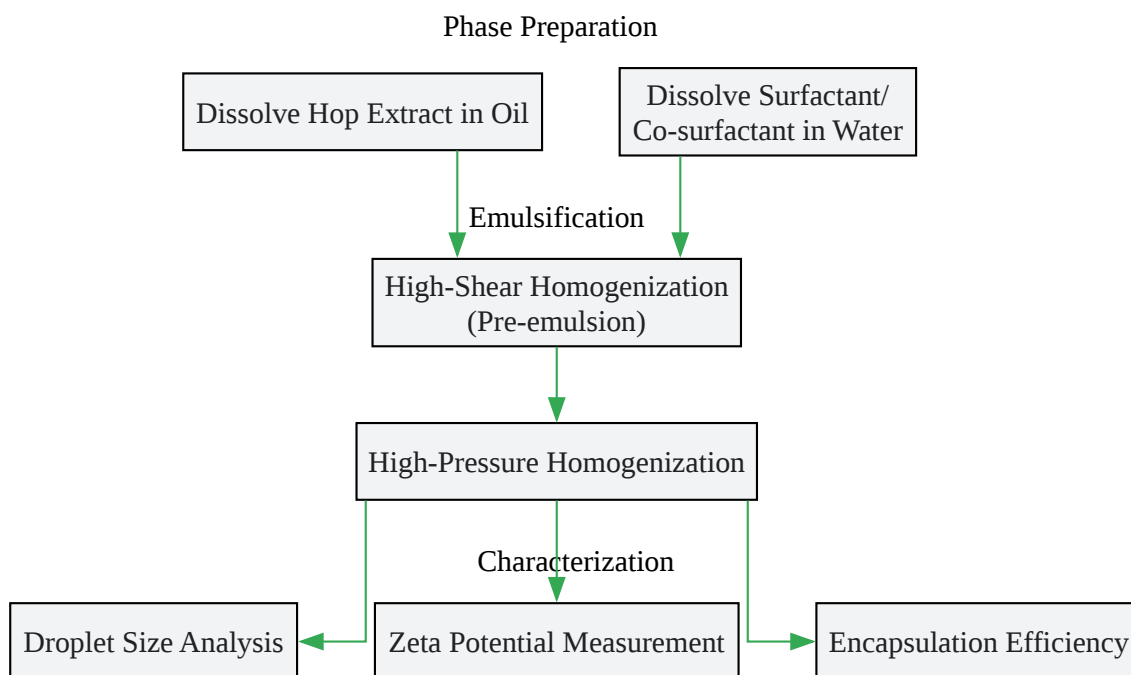 Phase Preparation
Dissolve Hop Extract in Oil
Dissolve Surfactant/
Co-surfactant in Water
Emulsification
High-Shear Homogenization
(Pre-emulsion)
High-Pressure Homogenization
Characterization
Droplet Size Analysis
Zeta Potential Measurement
Encapsulation Efficiency